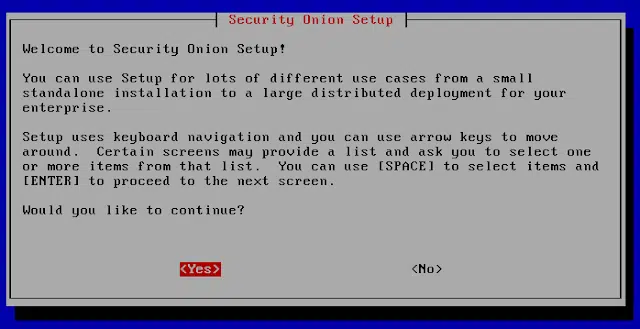 Security Onion Setup
Welcome to Security Onion Setup!
You can use Setup for lots of different use cases from a small
standalone installation to a large distributed deployment for your
enterprise.
Setup uses keyboard navigation and you can use arrow keys to move
around.  Certain screens may provide a list and ask you to select one
or more items from that list.  You can use [SPACE] to select items and
[ENTER] to proceed to the next screen.
Would you like to continue?
<Yes> <No>